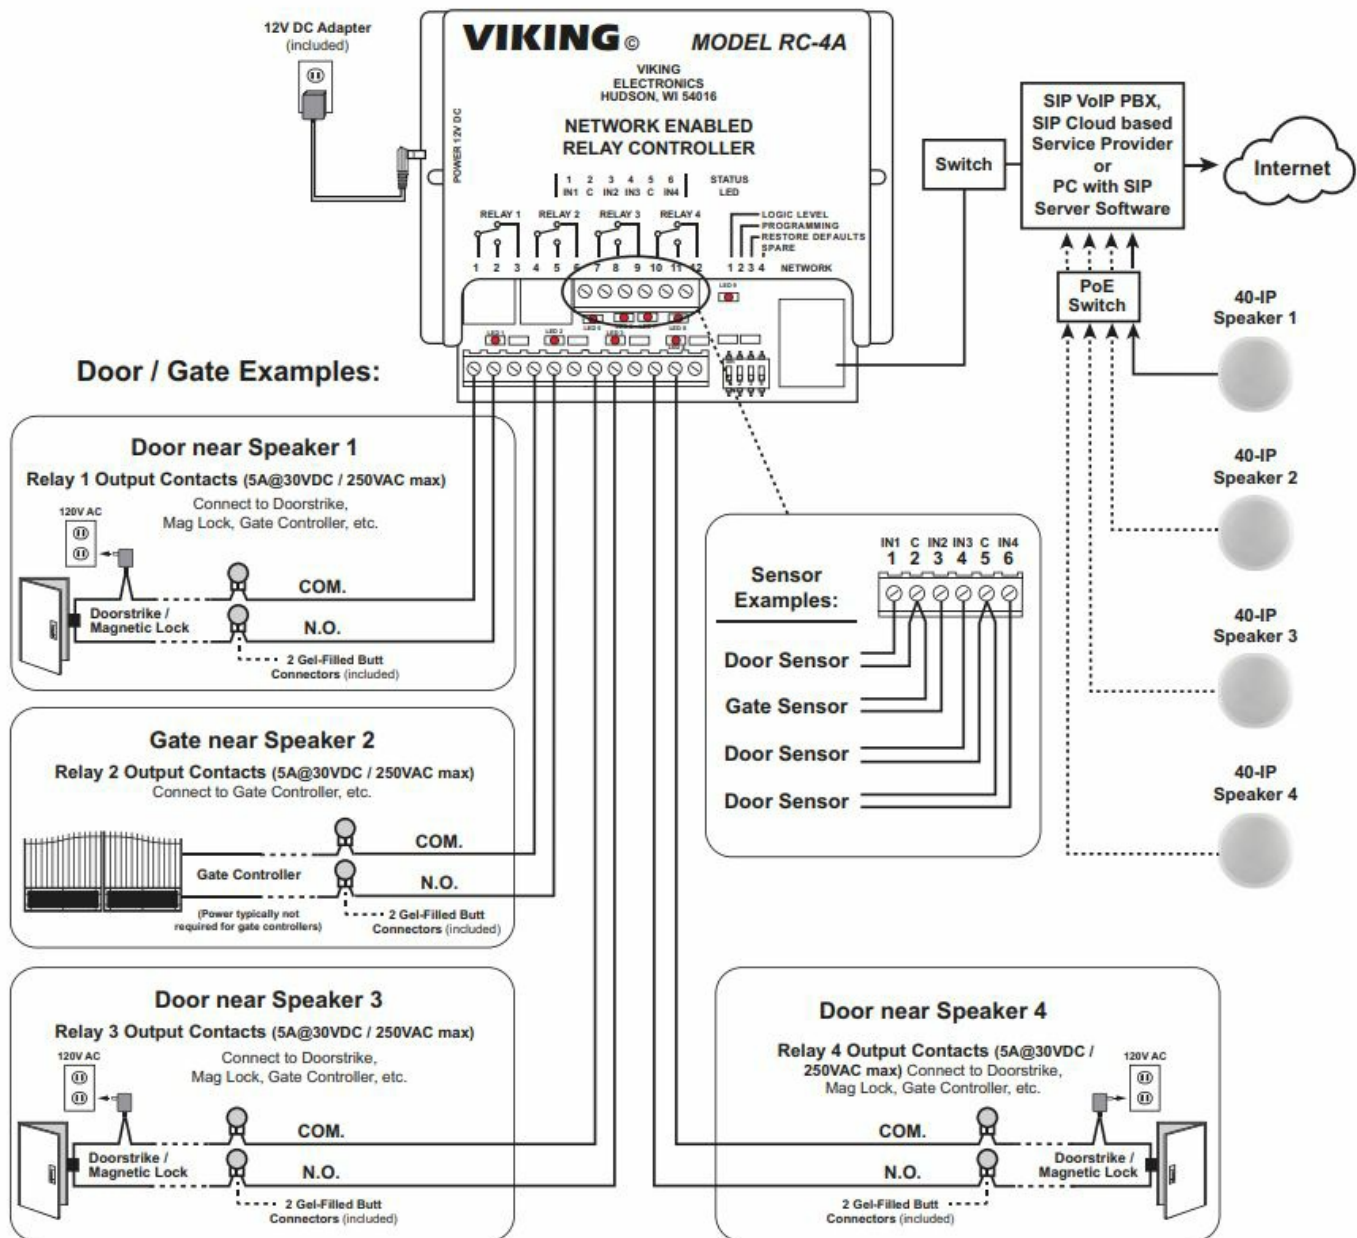 12V DC Adapter
(included)
POWER 12V DC
VIKING© MODEL RC-4A
VIKING
ELECTRONICS
HUDSON, WI 54016
NETWORK ENABLED
RELAY CONTROLLER
1 2 3 4 5 6 STATUS
IN1 C IN2 IN3 C IN4 LED
RELAY 1 RELAY 2 RELAY 3 RELAY 4
LOGIC LEVEL
PROGRAMMING
RESTORE DEFAULTS
SPARE
1 2 3 4 5 6 7 8 9 10 11 12 1 2 3 4 NETWORK
LED 9
LED 1 LED 2 LED 3
Switch
SIP VoIP PBX,
SIP Cloud based
Service Provider
or
PC with SIP
Server Software
Internet
PoE
Switch
40-IP
Speaker 1
40-IP
Speaker 2
40-IP
Speaker 3
40-IP
Speaker 4
Door / Gate Examples:
Door near Speaker 1
Relay 1 Output Contacts (5A@30VDC / 250VAC max)
Connect to Doorstrike,
Mag Lock, Gate Controller, etc.
120V AC
COM.
Doorstrike /
Magnetic Lock
N.O.
2 Gel-Filled Butt
Connectors (included)
Gate near Speaker 2
Relay 2 Output Contacts (5A@30VDC / 250VAC max)
Connect to Gate Controller, etc.
COM.
Gate Controller
N.O.
(Power typically not
required for gate controllers)
2 Gel-Filled Butt
Connectors (included)
Door near Speaker 3
Relay 3 Output Contacts (5A@30VDC / 250VAC max)
Connect to Doorstrike,
Mag Lock, Gate Controller, etc.
120V AC
COM.
Doorstrike /
Magnetic Lock
N.O.
2 Gel-Filled Butt
Connectors (included)
Sensor
Examples:
IN1 C IN2 IN3 C IN4
1 2 3 4 5 6
Door Sensor
Gate Sensor
Door Sensor
Door Sensor
Door near Speaker 4
Relay 4 Output Contacts (5A@30VDC /
250VAC max) Connect to Doorstrike,
Mag Lock, Gate Controller, etc.
120V AC
COM.
Doorstrike /
Magnetic Lock
N.O.
2 Gel-Filled Butt
Connectors (included)